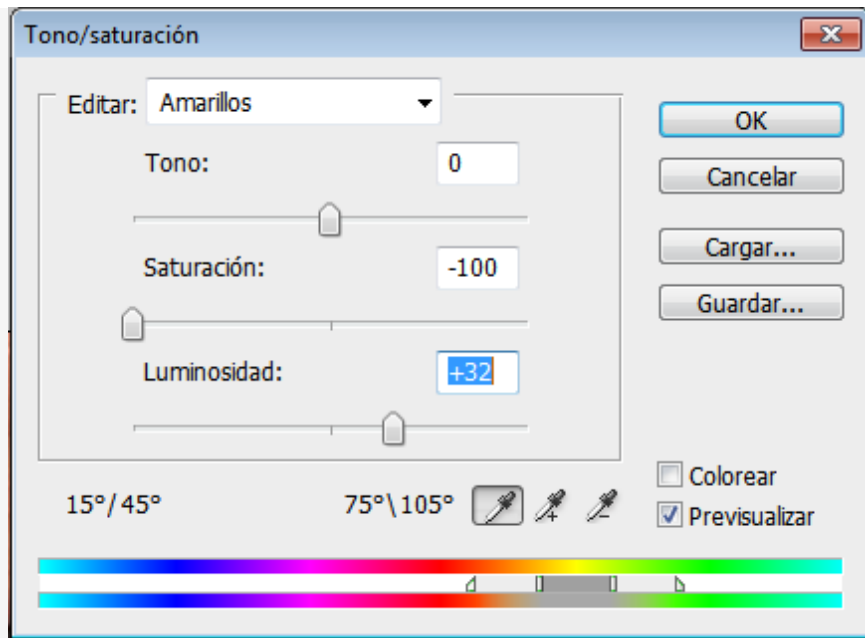 Tono/saturación
Editar: Amarillos
OK
Tono: 0
Cancelar
Cargar...
Saturación: -100
Guardar...
Luminosidad: +32
Colorear
15°/45° 75°\105°
Previsualizar